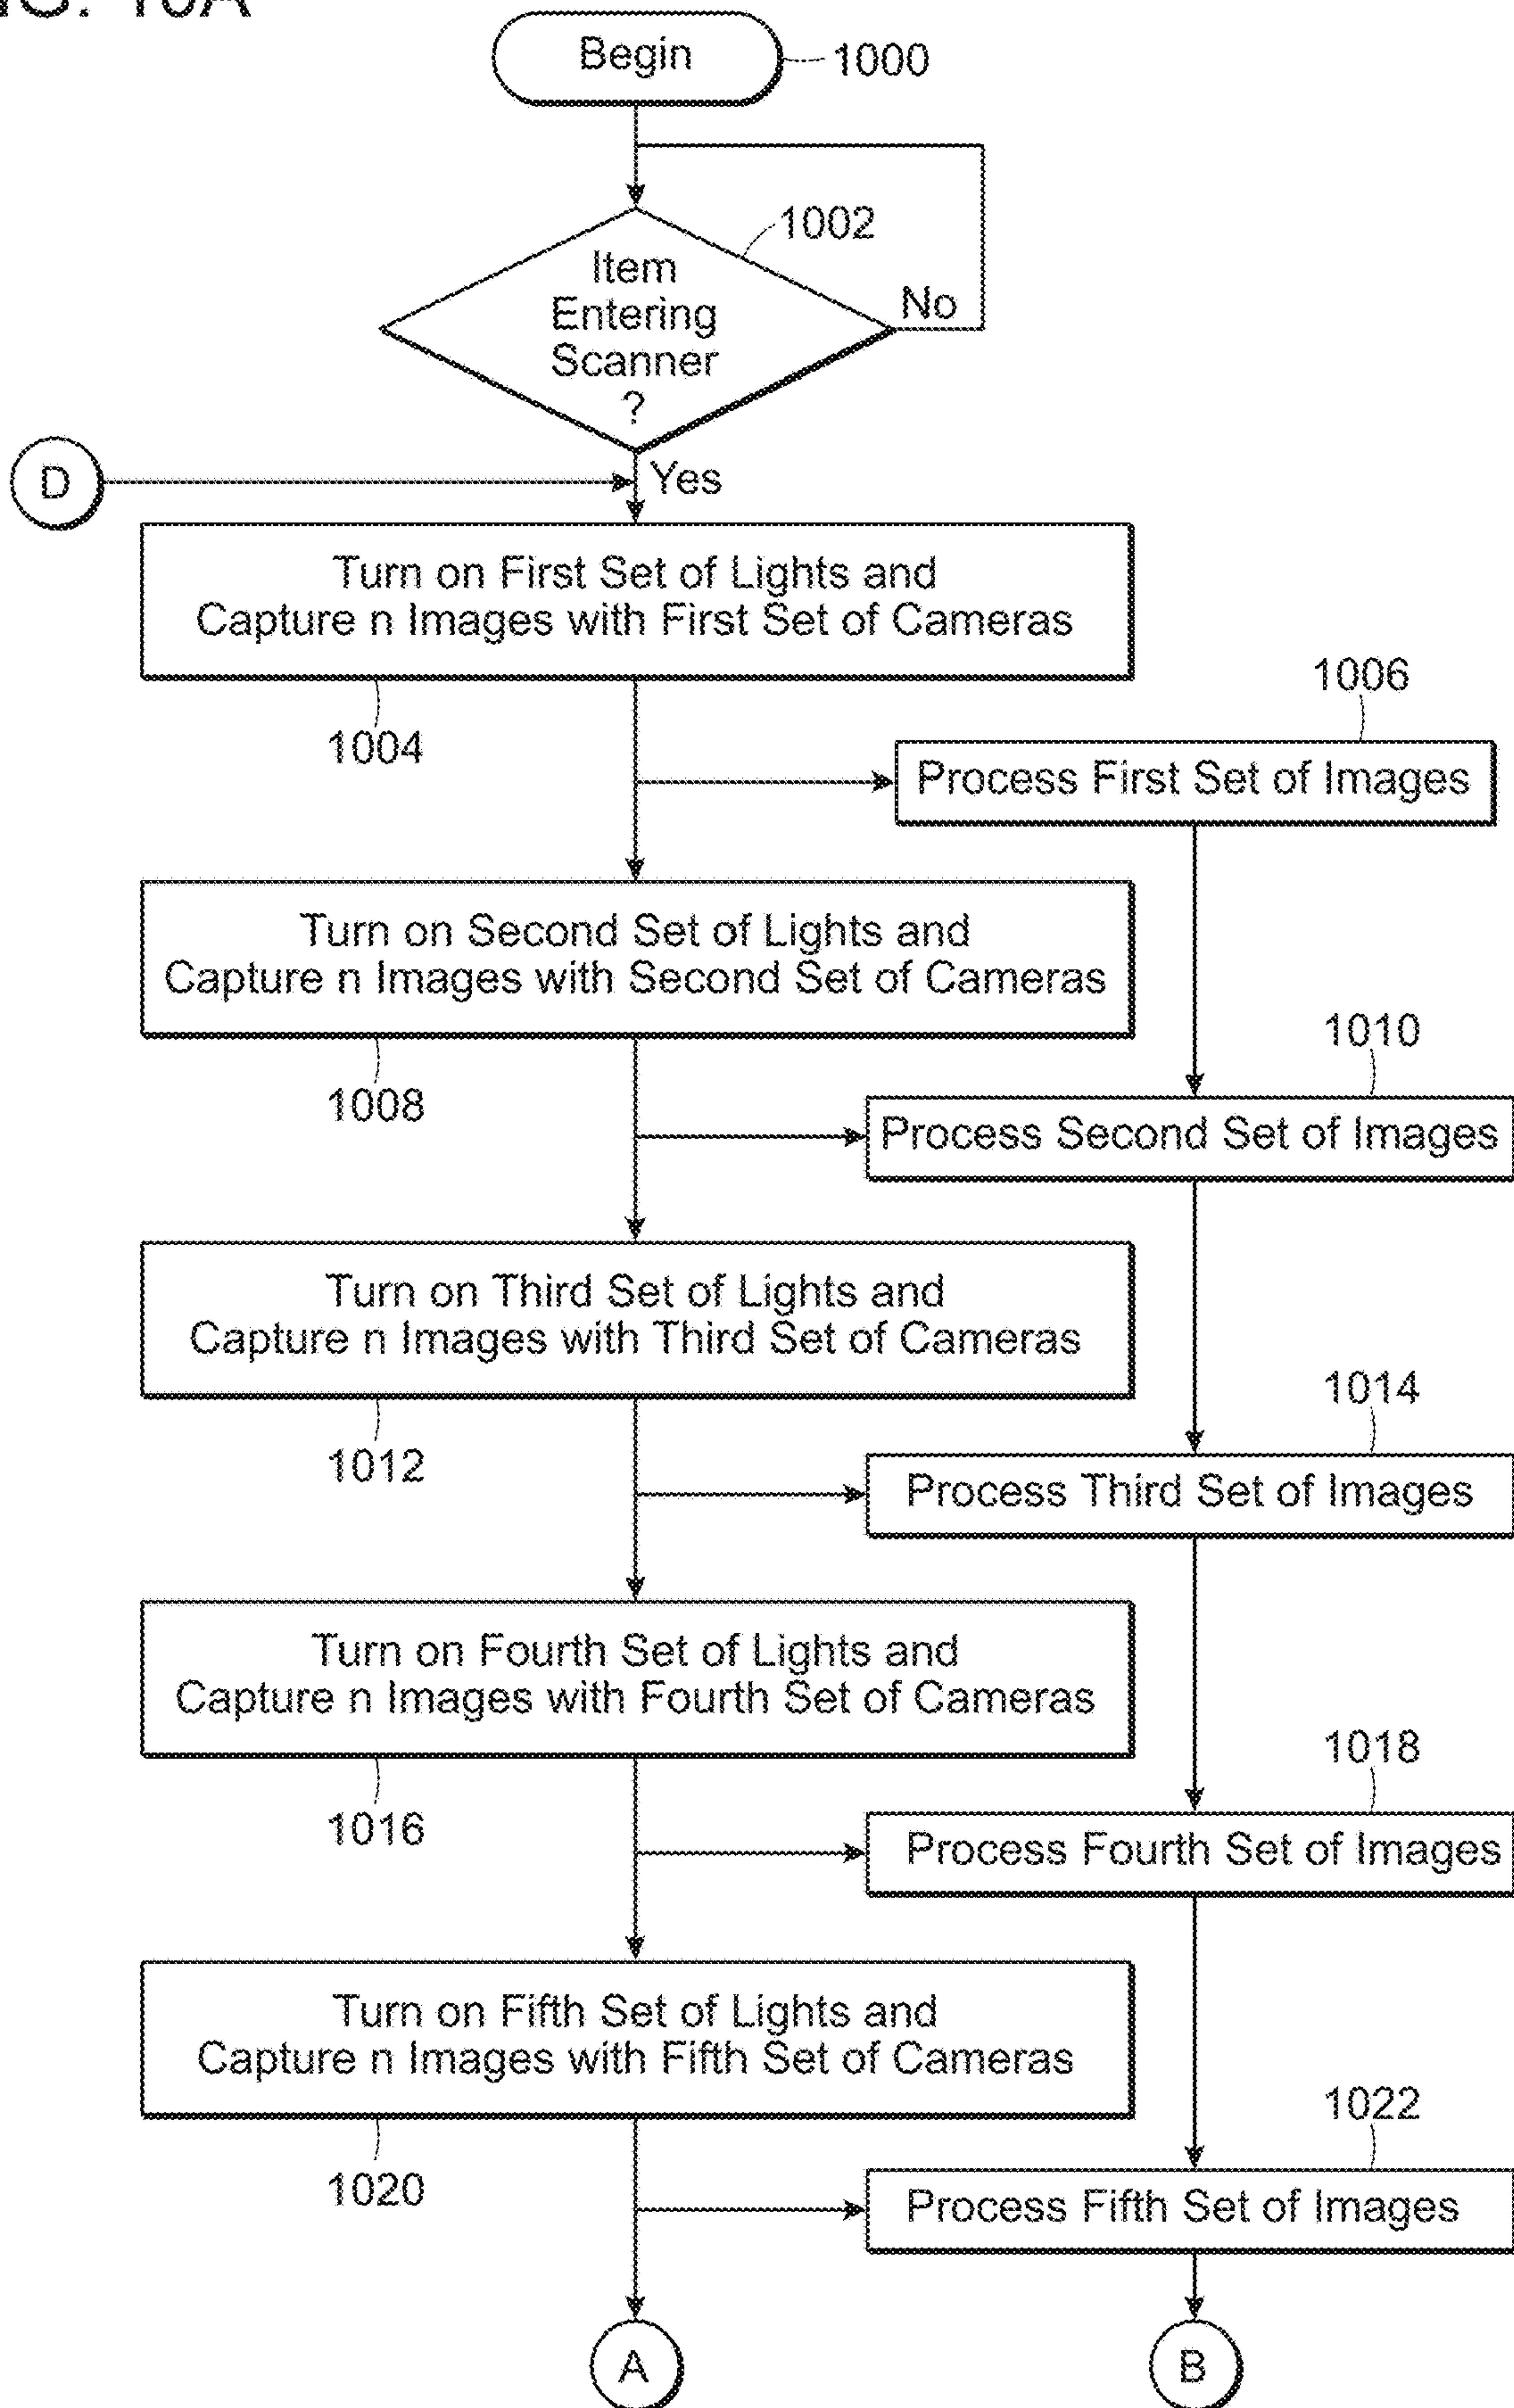 Begin
1000
1002
Item
Entering
Scanner
?
No
D
Yes
Turn on First Set of Lights and
Capture n Images with First Set of Cameras
1004
1006
Process First Set of Images
Turn on Second Set of Lights and
Capture n Images with Second Set of Cameras
1008
1010
Process Second Set of Images
Turn on Third Set of Lights and
Capture n Images with Third Set of Cameras
1012
1014
Process Third Set of Images
Turn on Fourth Set of Lights and
Capture n Images with Fourth Set of Cameras
1016
1018
Process Fourth Set of Images
Turn on Fifth Set of Lights and
Capture n Images with Fifth Set of Cameras
1020
1022
Process Fifth Set of Images
A
B